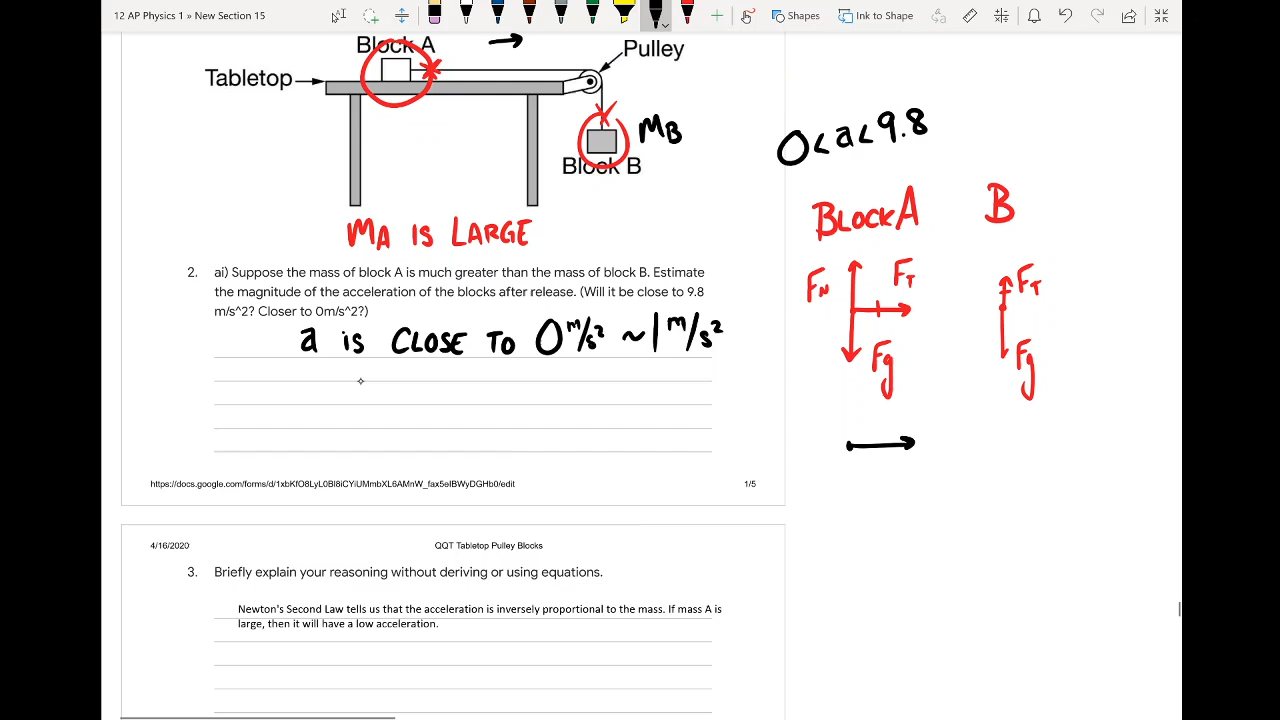 12 AP Physics 1 » New Section 15
Shapes
Ink to Shape
Block A
Pulley
Tabletop
MB
Block B
0<a<9.8
MA IS LARGE
BLOCK A B
2. ai) Suppose the mass of block A is much greater than the mass of block B. Estimate
the magnitude of the acceleration of the blocks after release. (Will it be close to 9.8
m/s^2? Closer to 0m/s^2?)
a is CLOSE TO 0 m/s² ~1 m/s²
FN FT
Fg
FT
Fg
https://docs.google.com/forms/d/1xbKfO8LyL0Bl8iCYiUMmbXL6AMnW_fax5eIBWyDGHb0/edit 1/5
4/16/2020 QQT Tabletop Pulley Blocks
3. Briefly explain your reasoning without deriving or using equations.
Newton's Second Law tells us that the acceleration is inversely proportional to the mass. If mass A is
large, then it will have a low acceleration.